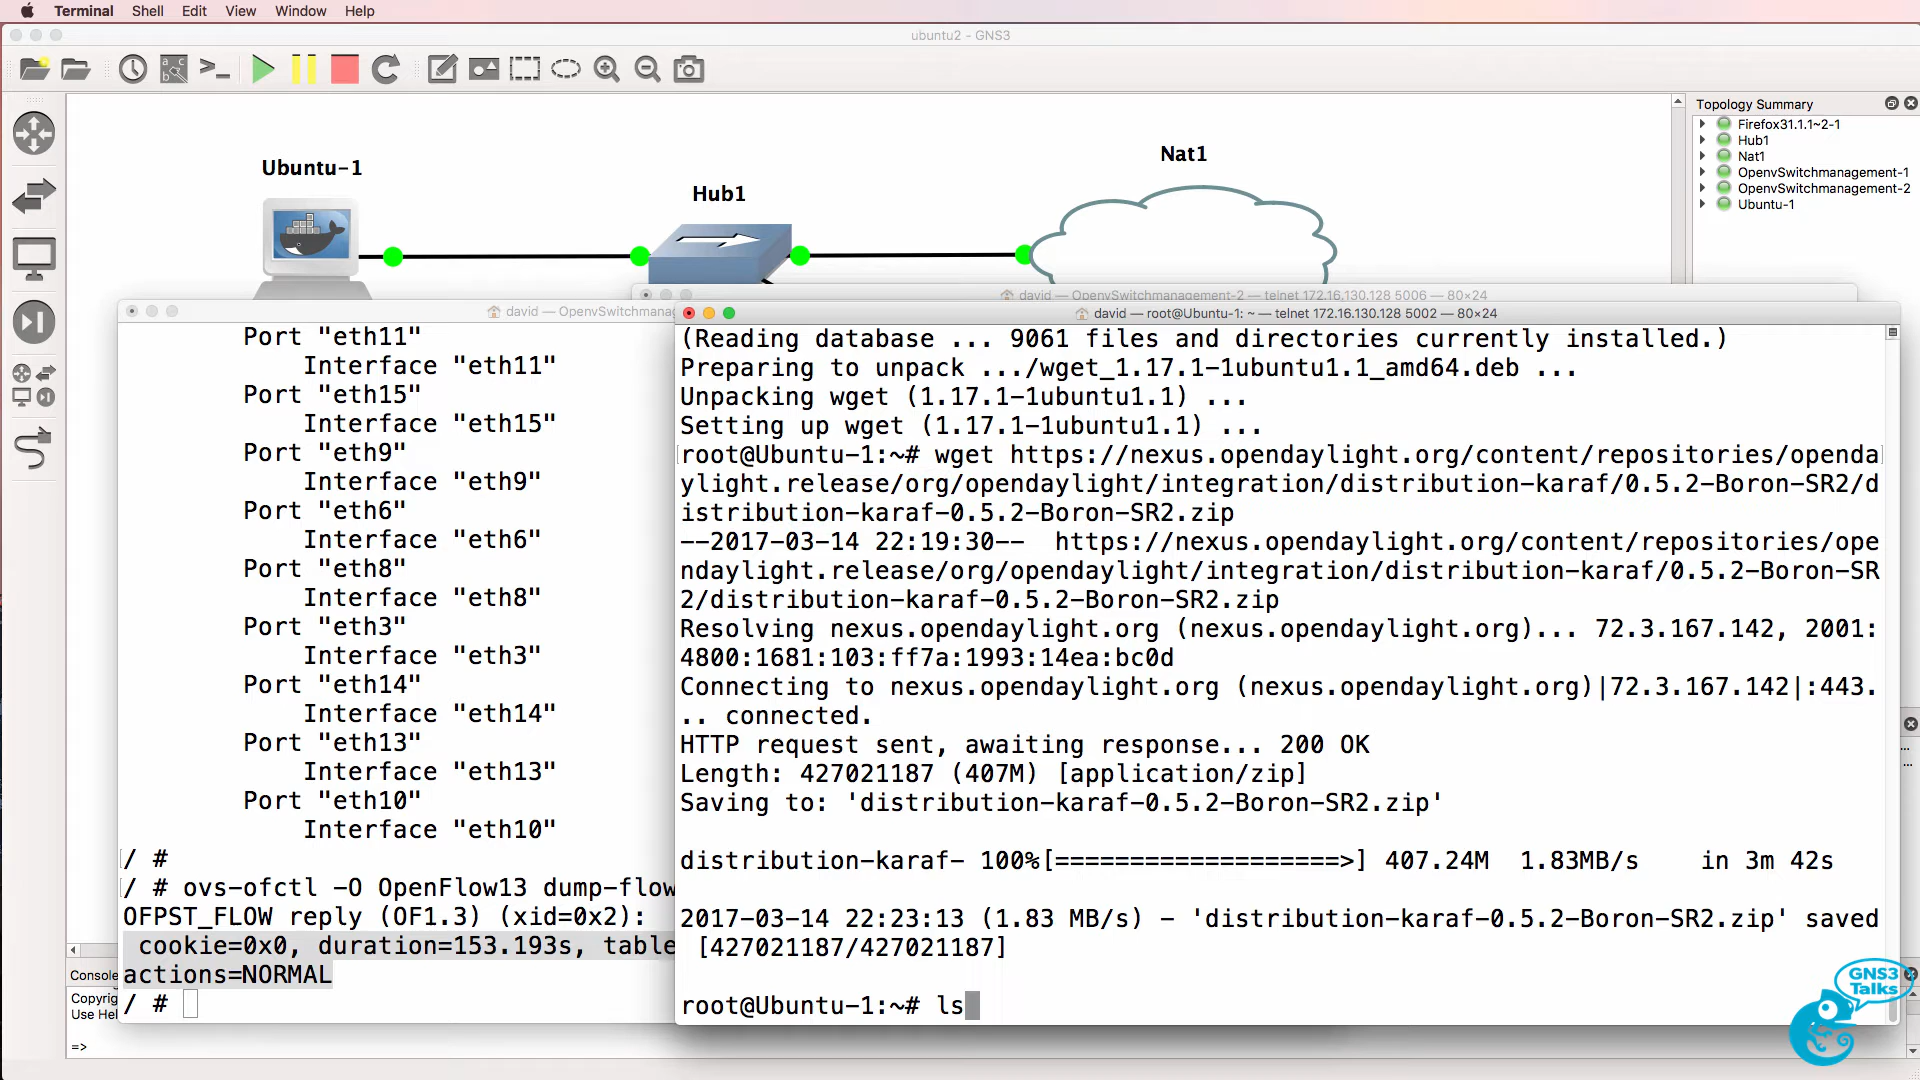 Terminal Shell Edit View Window Help
ubuntu2 - GNS3
Topology Summary
Firefox31.1.1~2-1
Hub1
Nat1
OpenvSwitchmanagement-1
OpenvSwitchmanagement-2
Ubuntu-1
Ubuntu-1
Hub1
Nat1
david — OpenvSwitchmana
david — OpenvSwitchmanagement-2 — telnet 172.16.130.128 5006 — 80×24
david — root@Ubuntu-1: ~ — telnet 172.16.130.128 5002 — 80×24
Port "eth11"
Interface "eth11"
Port "eth15"
Interface "eth15"
Port "eth9"
Interface "eth9"
Port "eth6"
Interface "eth6"
Port "eth8"
Interface "eth8"
Port "eth3"
Interface "eth3"
Port "eth14"
Interface "eth14"
Port "eth13"
Interface "eth13"
Port "eth10"
Interface "eth10"
/ #
/ # ovs-ofctl -O OpenFlow13 dump-flow
OFPST_FLOW reply (OF1.3) (xid=0x2):
cookie=0x0, duration=153.193s, table
actions=NORMAL
/ #
(Reading database ... 9061 files and directories currently installed.)
Preparing to unpack .../wget_1.17.1-1ubuntu1.1_amd64.deb ...
Unpacking wget (1.17.1-1ubuntu1.1) ...
Setting up wget (1.17.1-1ubuntu1.1) ...
root@Ubuntu-1:~# wget https://nexus.opendaylight.org/content/repositories/openda
ylight.release/org/opendaylight/integration/distribution-karaf/0.5.2-Boron-SR2/d
istribution-karaf-0.5.2-Boron-SR2.zip
--2017-03-14 22:19:30-- https://nexus.opendaylight.org/content/repositories/ope
ndaylight.release/org/opendaylight/integration/distribution-karaf/0.5.2-Boron-SR
2/distribution-karaf-0.5.2-Boron-SR2.zip
Resolving nexus.opendaylight.org (nexus.opendaylight.org)... 72.3.167.142, 2001:
4800:1681:103:ff7a:1993:14ea:bc0d
Connecting to nexus.opendaylight.org (nexus.opendaylight.org)|72.3.167.142|:443.
.. connected.
HTTP request sent, awaiting response... 200 OK
Length: 427021187 (407M) [application/zip]
Saving to: 'distribution-karaf-0.5.2-Boron-SR2.zip'
distribution-karaf- 100%[===================>] 407.24M 1.83MB/s in 3m 42s
2017-03-14 22:23:13 (1.83 MB/s) - 'distribution-karaf-0.5.2-Boron-SR2.zip' saved
[427021187/427021187]
root@Ubuntu-1:~# ls
Console
Copyrig
Use Hel
=>
GNS3
Talks